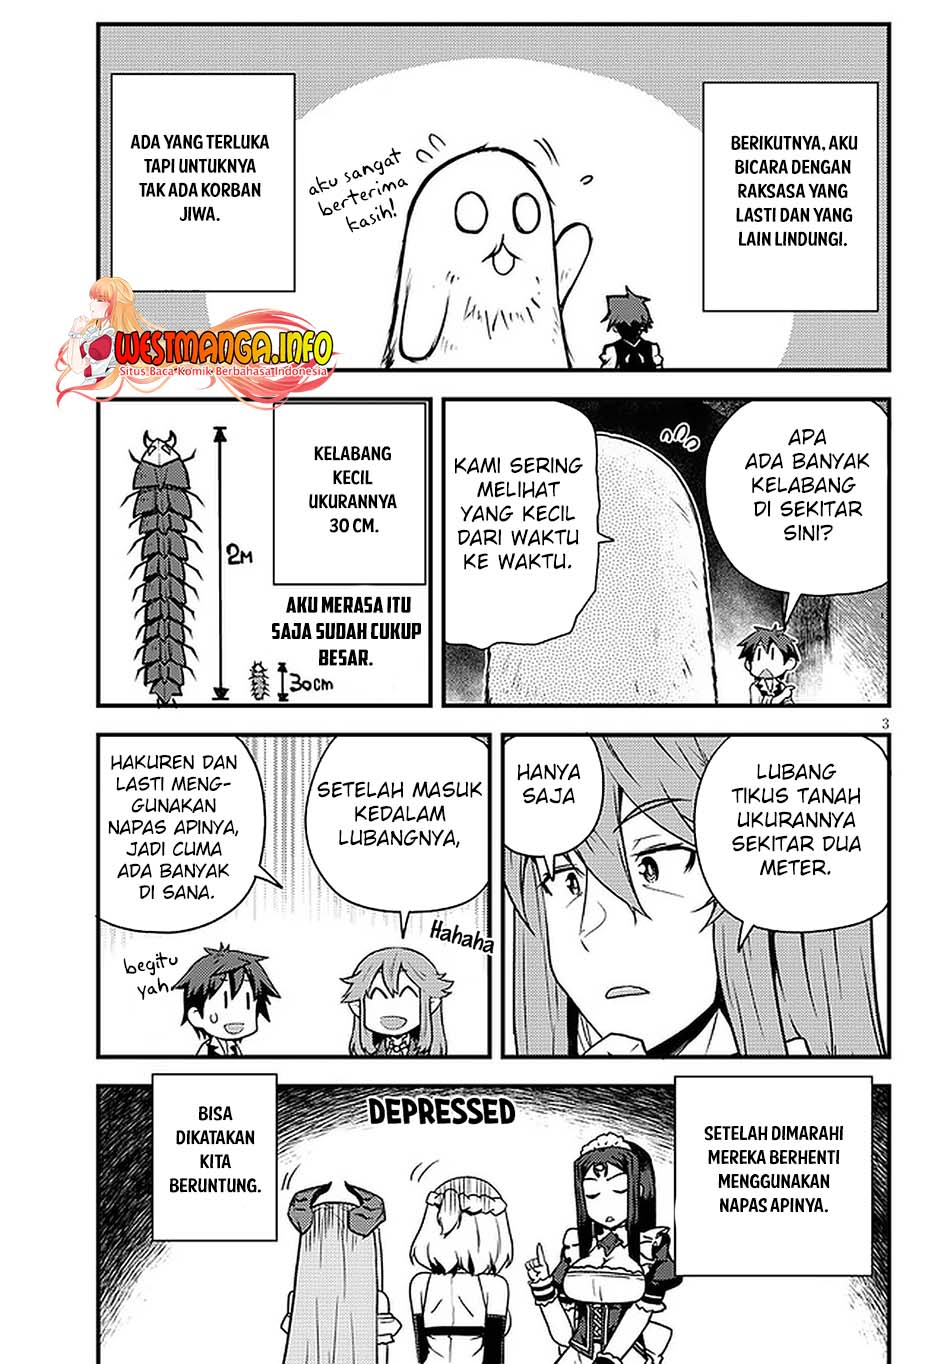 BERIKUTNYA, AKU
BICARA DENGAN
RAKSASA YANG
LASTI DAN YANG
LAIN LINDUNGI.
aku sangat
berterima
kasih!
ADA YANG TERLUKA
TAPI UNTUKNYA
TAK ADA KORBAN
JIWA.
WESTMANGA.INFO
Situs Baca Komik Berbahasa Indonesia
APA
ADA BANYAK
KELABANG
DI SEKITAR
SINI?
KAMI SERING
MELIHAT
YANG KECIL
DARI WAKTU
KE WAKTU.
KELABANG
KECIL
UKURANNYA
30 CM.
2M
30cm
AKU MERASA ITU
SAJA SUDAH CUKUP
BESAR.
3
LUBANG
TIKUS TANAH
UKURANNYA
SEKITAR DUA
METER.
HANYA
SAJA
SETELAH MASUK
KEDALAM
LUBANGNYA,
Hahaha
HAKUREN DAN
LASTI MENG-
GUNAKAN
NAPAS APINYA,
JADI CUMA
ADA BANYAK
DI SANA.
begitu
yah.
SETELAH DIMARAHI
MEREKA BERHENTI
MENGGUNAKAN
NAPAS APINYA.
DEPRESSED
BISA
DIKATAKAN
KITA
BERUNTUNG.